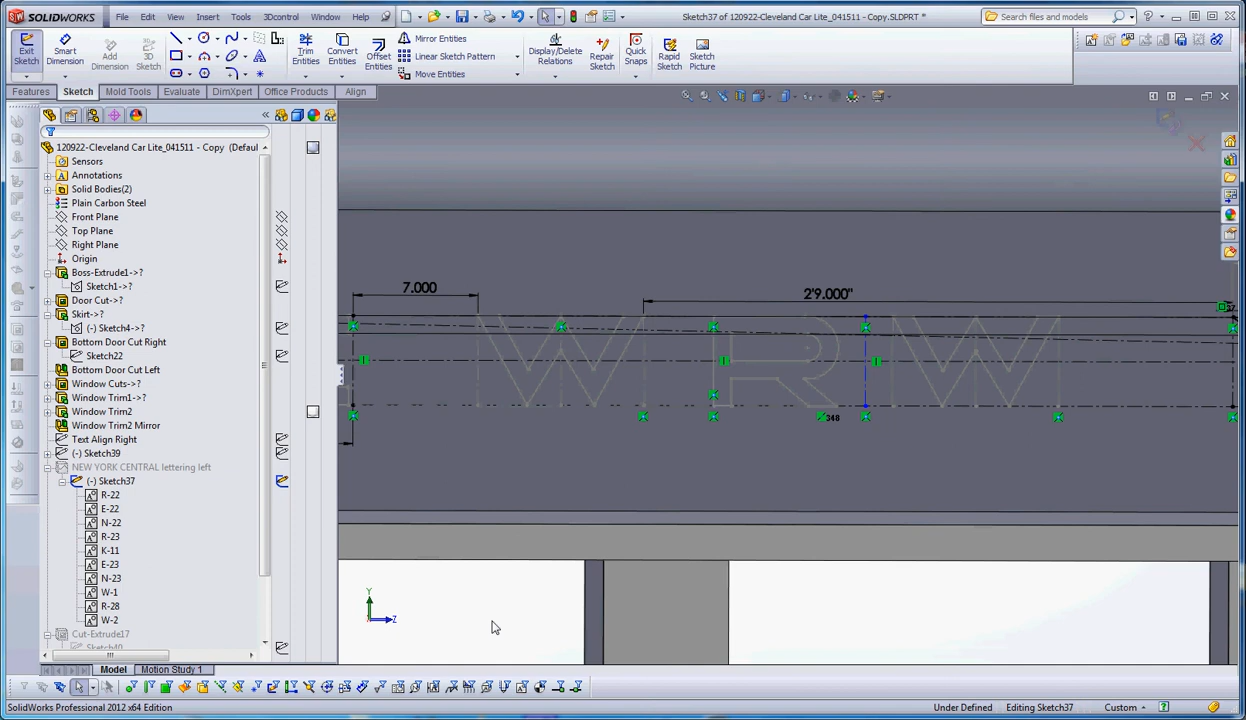 SOLIDWORKS File Edit View Insert Tools 3Dcontrol Window Help Sketch37 of 120922-Cleveland Car Lite_041511 - Copy.SLDPRT * Search files and models
Exit Sketch Smart Dimension Add Dimension 3D Sketch Trim Entities Convert Entities Offset Entities Mirror Entities Linear Sketch Pattern Move Entities Display/Delete Relations Repair Sketch Quick Snaps Rapid Sketch Sketch Picture
Features Sketch Mold Tools Evaluate DimXpert Office Products Align
120922-Cleveland Car Lite_041511 - Copy (Defaul
Sensors
Annotations
Solid Bodies(2)
Plain Carbon Steel
Front Plane
Top Plane
Right Plane
Origin
Boss-Extrude1->?
Sketch1->?
Door Cut->?
Skirt->?
(-) Sketch4->?
Bottom Door Cut Right
Sketch22
Bottom Door Cut Left
Window Cuts->?
Window Trim1->?
Window Trim2
Window Trim2 Mirror
Text Align Right
(-) Sketch39
NEW YORK CENTRAL lettering left
(-) Sketch37
R-22
E-22
N-22
R-23
K-11
E-23
N-23
W-1
R-28
W-2
Cut-Extrude17
Sketch40
7.000 2'9.000"
W R W
348
Y
Z
Model Motion Study 1
SolidWorks Professional 2012 x64 Edition Under Defined Editing Sketch37 Custom